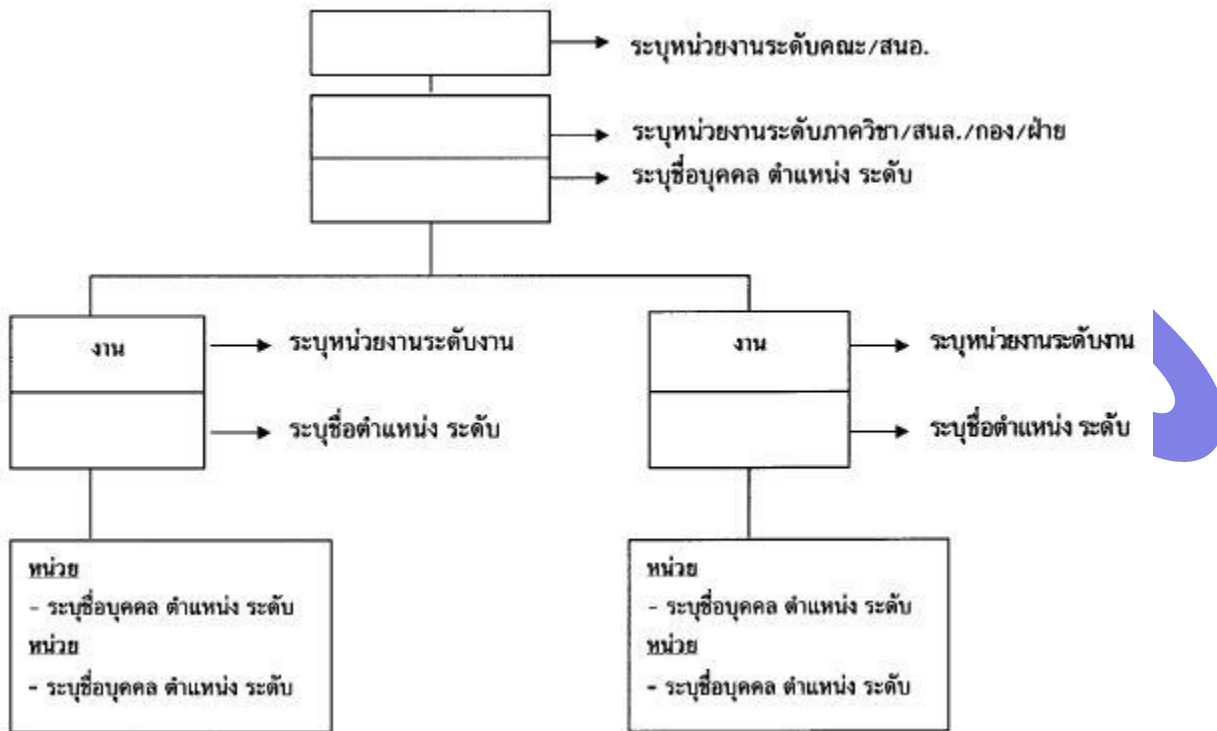 ระบุหน่วยงานระดับคณะ/สนอ.
ระบุหน่วยงานระดับภาควิชา/สนล./กอง/ฝ่าย
ระบุชื่อบุคคล ตำแหน่ง ระดับ
งาน
ระบุหน่วยงานระดับงาน
ระบุชื่อตำแหน่ง ระดับ
งาน
ระบุหน่วยงานระดับงาน
ระบุชื่อตำแหน่ง ระดับ
หน่วย
- ระบุชื่อบุคคล ตำแหน่ง ระดับ
หน่วย
- ระบุชื่อบุคคล ตำแหน่ง ระดับ
หน่วย
- ระบุชื่อบุคคล ตำแหน่ง ระดับ
หน่วย
- ระบุชื่อบุคคล ตำแหน่ง ระดับ